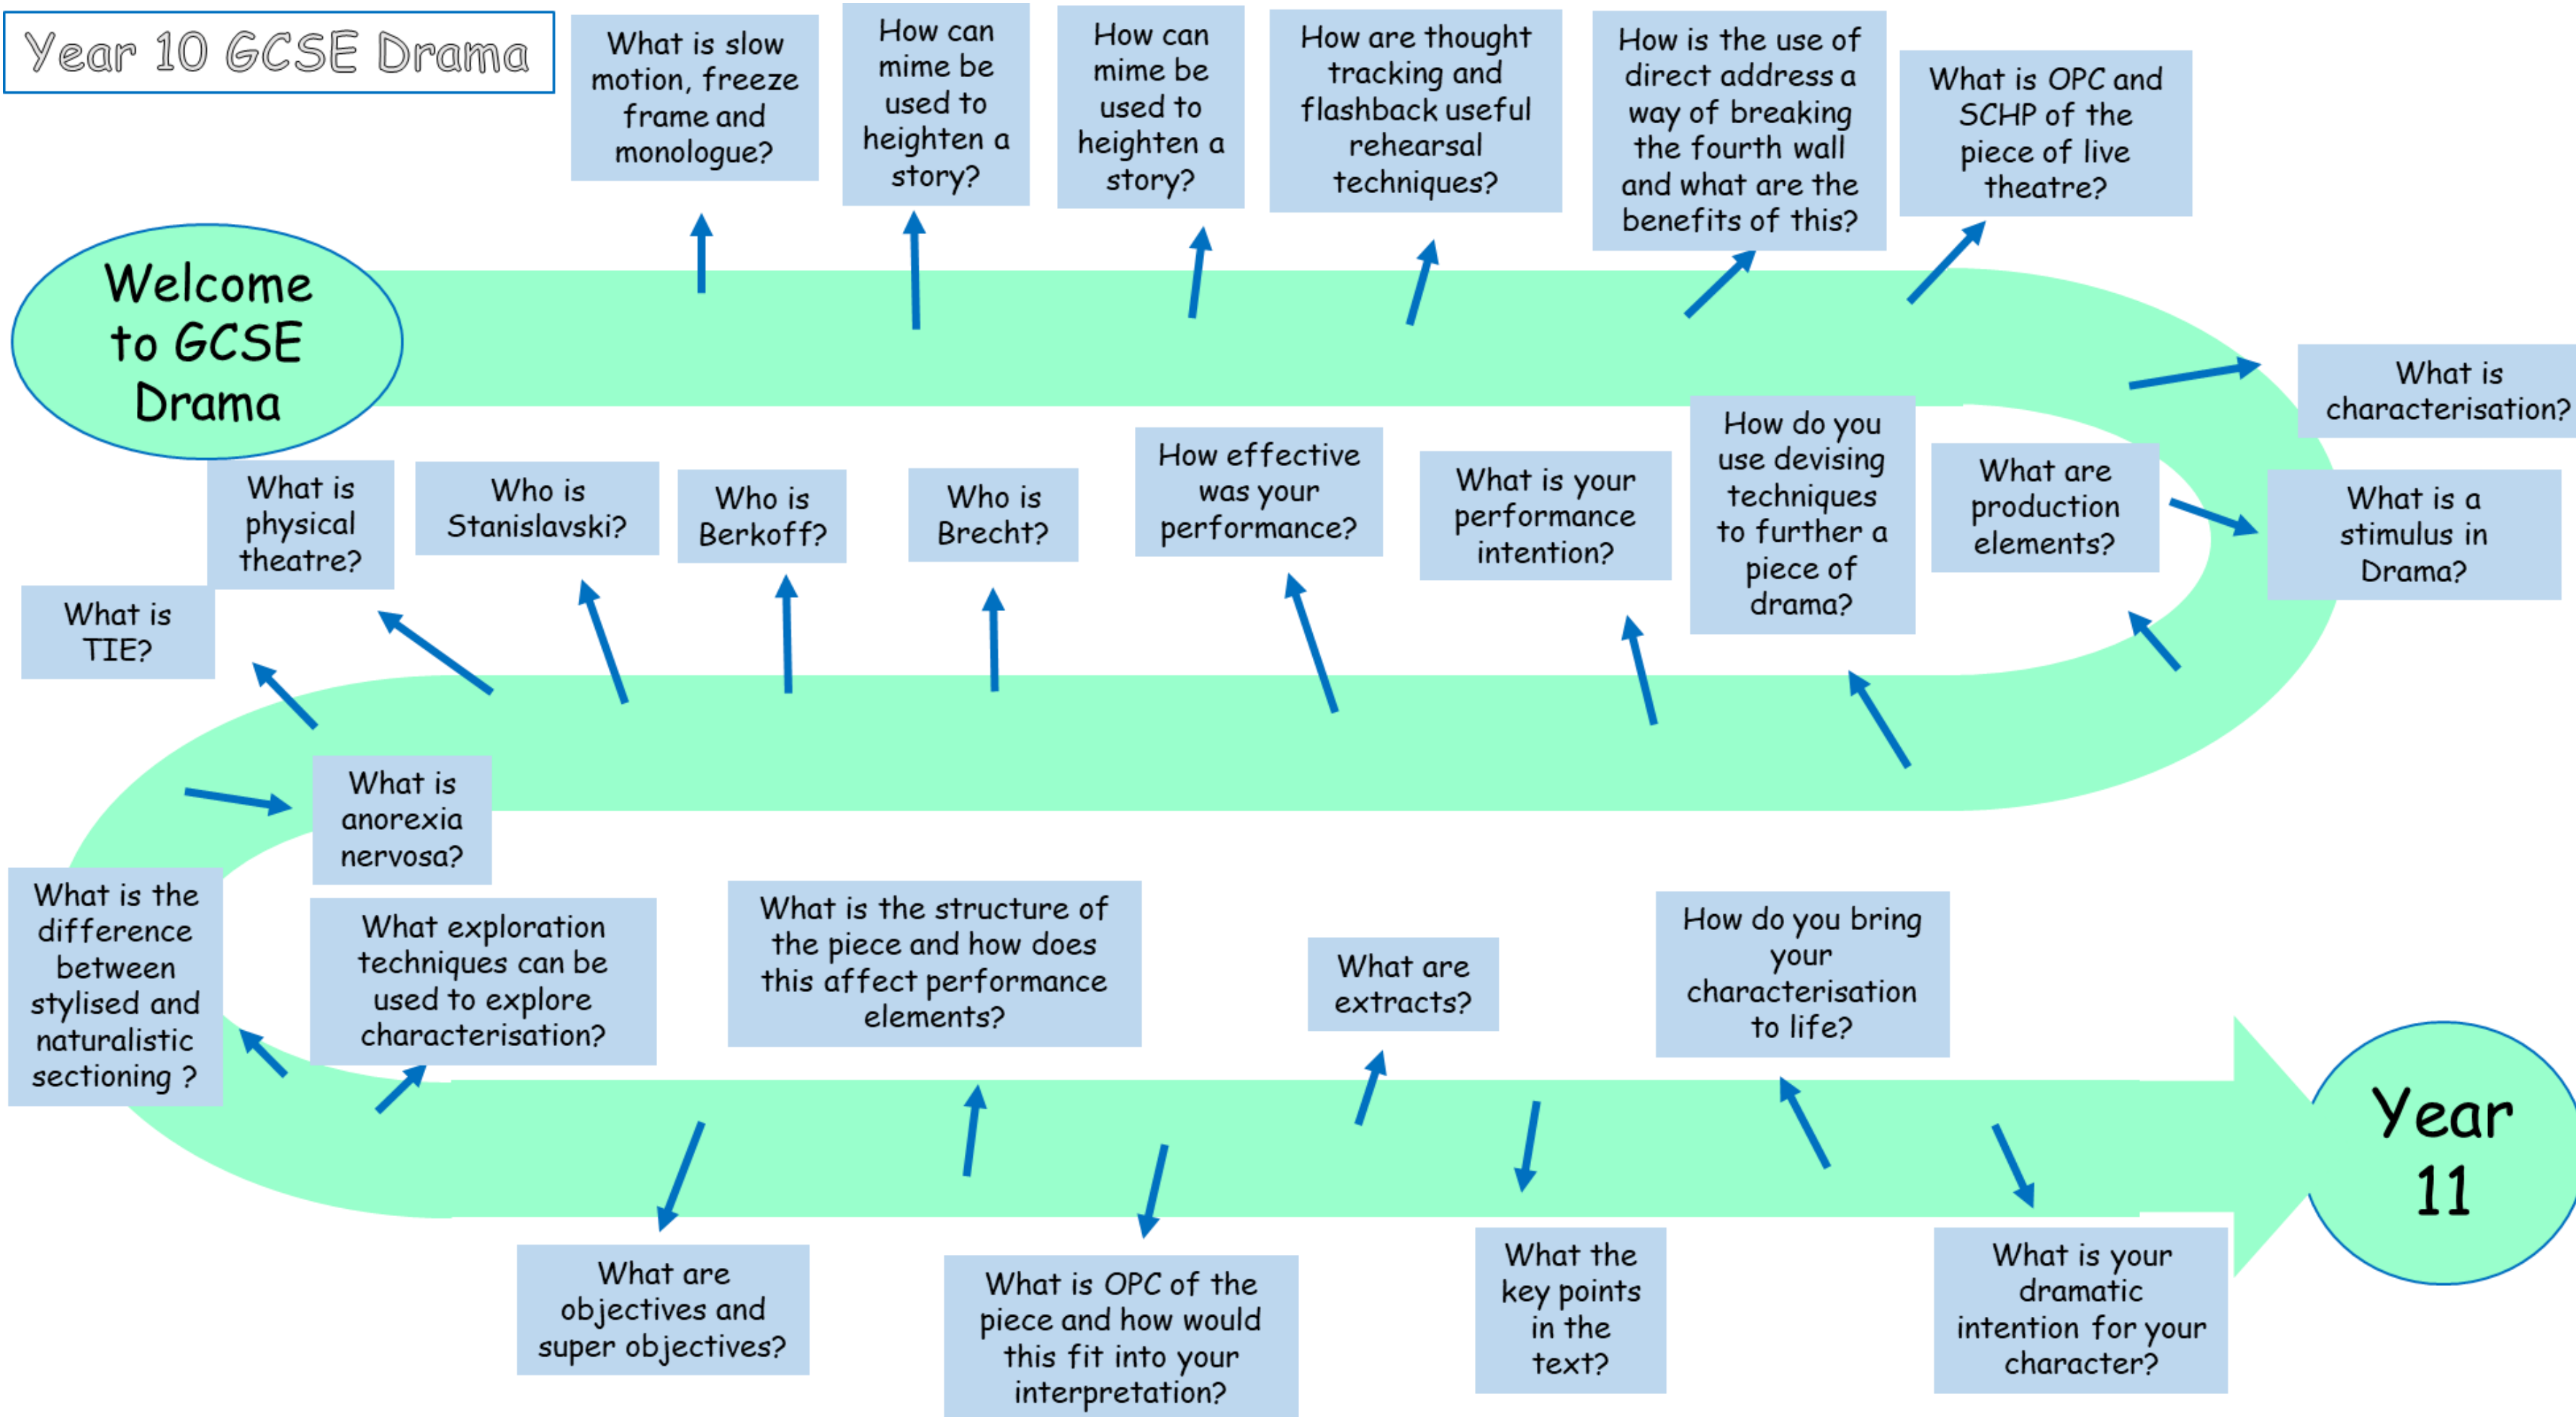 Year 10 GCSE Drama
What is slow
motion, freeze
frame and
monologue?
How can
mime be
used to
heighten a
story?
How can
mime be
used to
heighten a
story?
How are thought
tracking and
flashback useful
rehearsal
techniques?
How is the use of
direct address a
way of breaking
the fourth wall
and what are the
benefits of this?
What is OPC and
SCHP of the
piece of live
theatre?
Welcome
to GCSE
Drama
What is
characterisation?
What is a
stimulus in
Drama?
What are
production
elements?
How do you
use devising
techniques
to further a
piece of
drama?
What is your
performance
intention?
How effective
was your
performance?
Who is
Brecht?
Who is
Berkoff?
Who is
Stanislavski?
What is
physical
theatre?
What is
TIE?
What is
anorexia
nervosa?
What is the
difference
between
stylised and
naturalistic
sectioning ?
What exploration
techniques can be
used to explore
characterisation?
What are
objectives and
super objectives?
What is the structure of
the piece and how does
this affect performance
elements?
What is OPC of the
piece and how would
this fit into your
interpretation?
What are
extracts?
What the
key points
in the
text?
How do you bring
your
characterisation
to life?
What is your
dramatic
intention for your
character?
Year
11